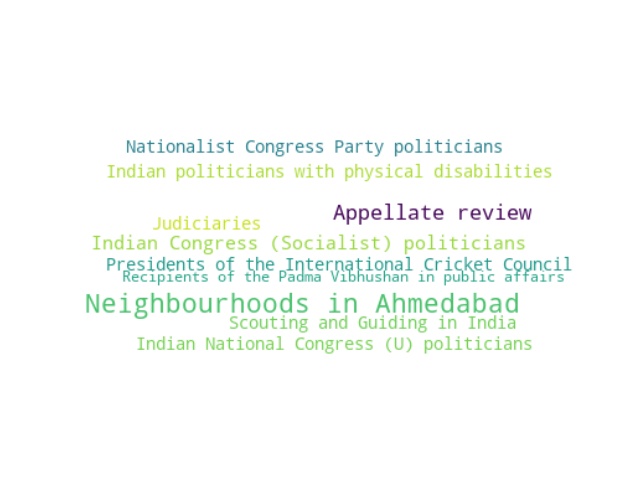 Nationalist Congress Party politicians
Indian politicians with physical disabilities
Appellate review
Judiciaries
Indian Congress (Socialist) politicians
Presidents of the International Cricket Council
Recipients of the Padma Vibhushan in public affairs
Neighbourhoods in Ahmedabad
Scouting and Guiding in India
Indian National Congress (U) politicians